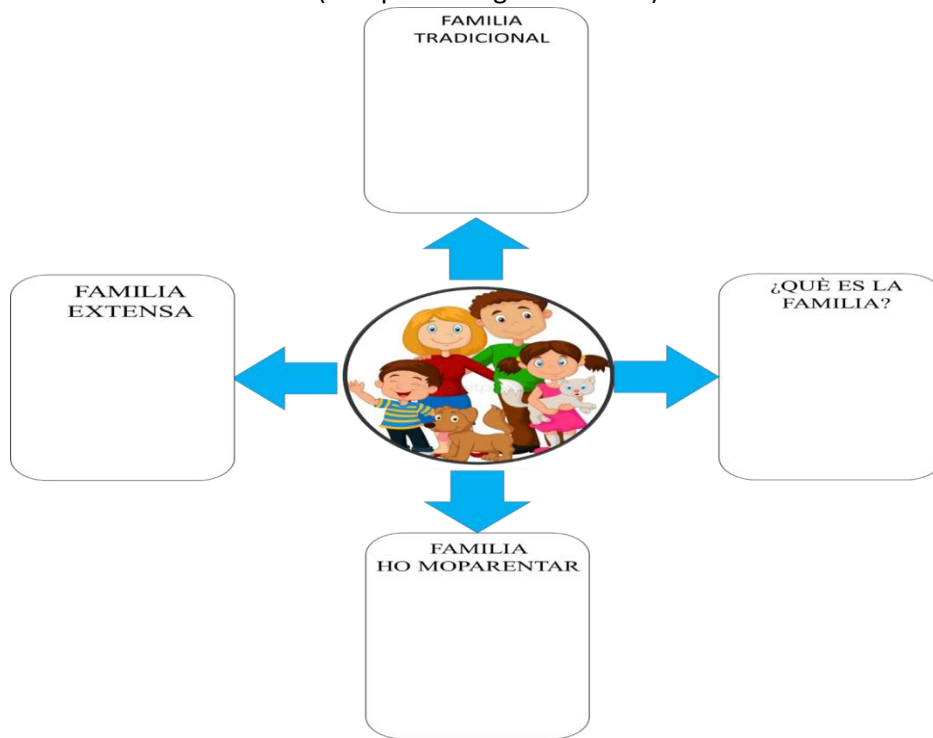 FAMILIA
TRADICIONAL
FAMILIA
EXTENSA
¿QUÈ ES LA
FAMILIA?
FAMILIA
HO MOPARENTAR